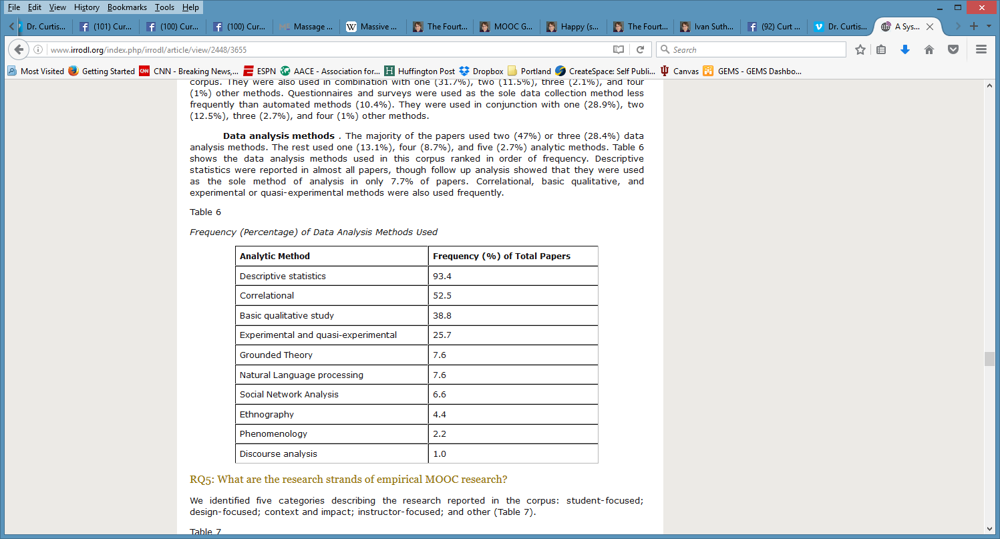 File Edit View History Bookmarks Tools Help
Dr. Curtis... (101) Cur... (100) Cur... (100) Cur... Massage ... Massive ... The Fourt... MOOC G... Happy (s... The Fourt... Ivan Suth... (92) Curt ... Dr. Curtis... A Sys...
www.irrodl.org/index.php/irrodl/article/view/2448/3655 Search
Most Visited Getting Started CNN CNN - Breaking News,... ESPN AACE - Association for... Huffington Post Dropbox Portland CreateSpace: Self Publi... Canvas GEMS - GEMS Dashbo...
corpus. They were also used in combination with one (31.7%), two (11.5%), three (2.1%), and four
(1%) other methods. Questionnaires and surveys were used as the sole data collection method less
frequently than automated methods (10.4%). They were used in conjunction with one (28.9%), two
(12.5%), three (2.7%), and four (1%) other methods.
Data analysis methods . The majority of the papers used two (47%) or three (28.4%) data
analysis methods. The rest used one (13.1%), four (8.7%), and five (2.7%) analytic methods. Table 6
shows the data analysis methods used in this corpus ranked in order of frequency. Descriptive
statistics were reported in almost all papers, though follow up analysis showed that they were used
as the sole method of analysis in only 7.7% of papers. Correlational, basic qualitative, and
experimental or quasi-experimental methods were also used frequently.
Table 6
Frequency (Percentage) of Data Analysis Methods Used
Analytic Method Frequency (%) of Total Papers
Descriptive statistics 93.4
Correlational 52.5
Basic qualitative study 38.8
Experimental and quasi-experimental 25.7
Grounded Theory 7.6
Natural Language processing 7.6
Social Network Analysis 6.6
Ethnography 4.4
Phenomenology 2.2
Discourse analysis 1.0
RQ5: What are the research strands of empirical MOOC research?
We identified five categories describing the research reported in the corpus: student-focused;
design-focused; context and impact; instructor-focused; and other (Table 7).
Table 7